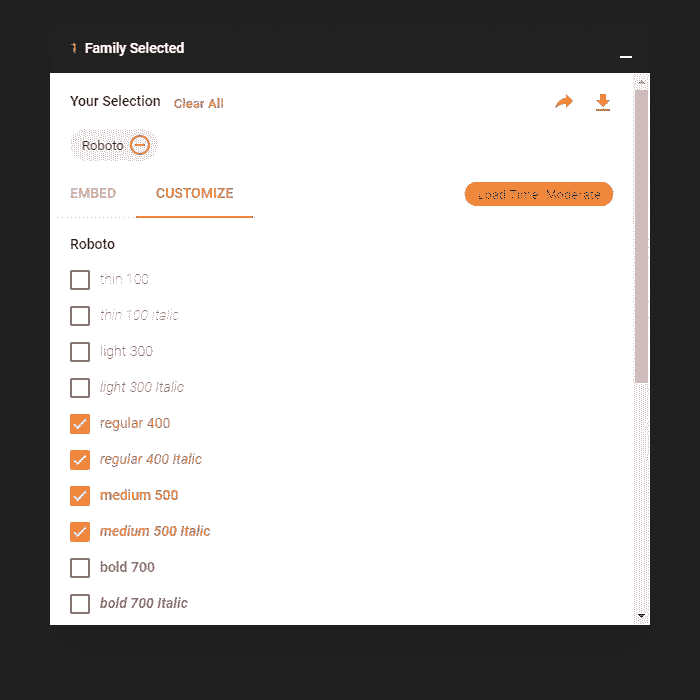 1 Family Selected
Your Selection Clear All
Roboto
EMBED CUSTOMIZE Load Time: Moderate
Roboto
thin 100
thin 100 Italic
light 300
light 300 Italic
regular 400
regular 400 Italic
medium 500
medium 500 Italic
bold 700
bold 700 Italic